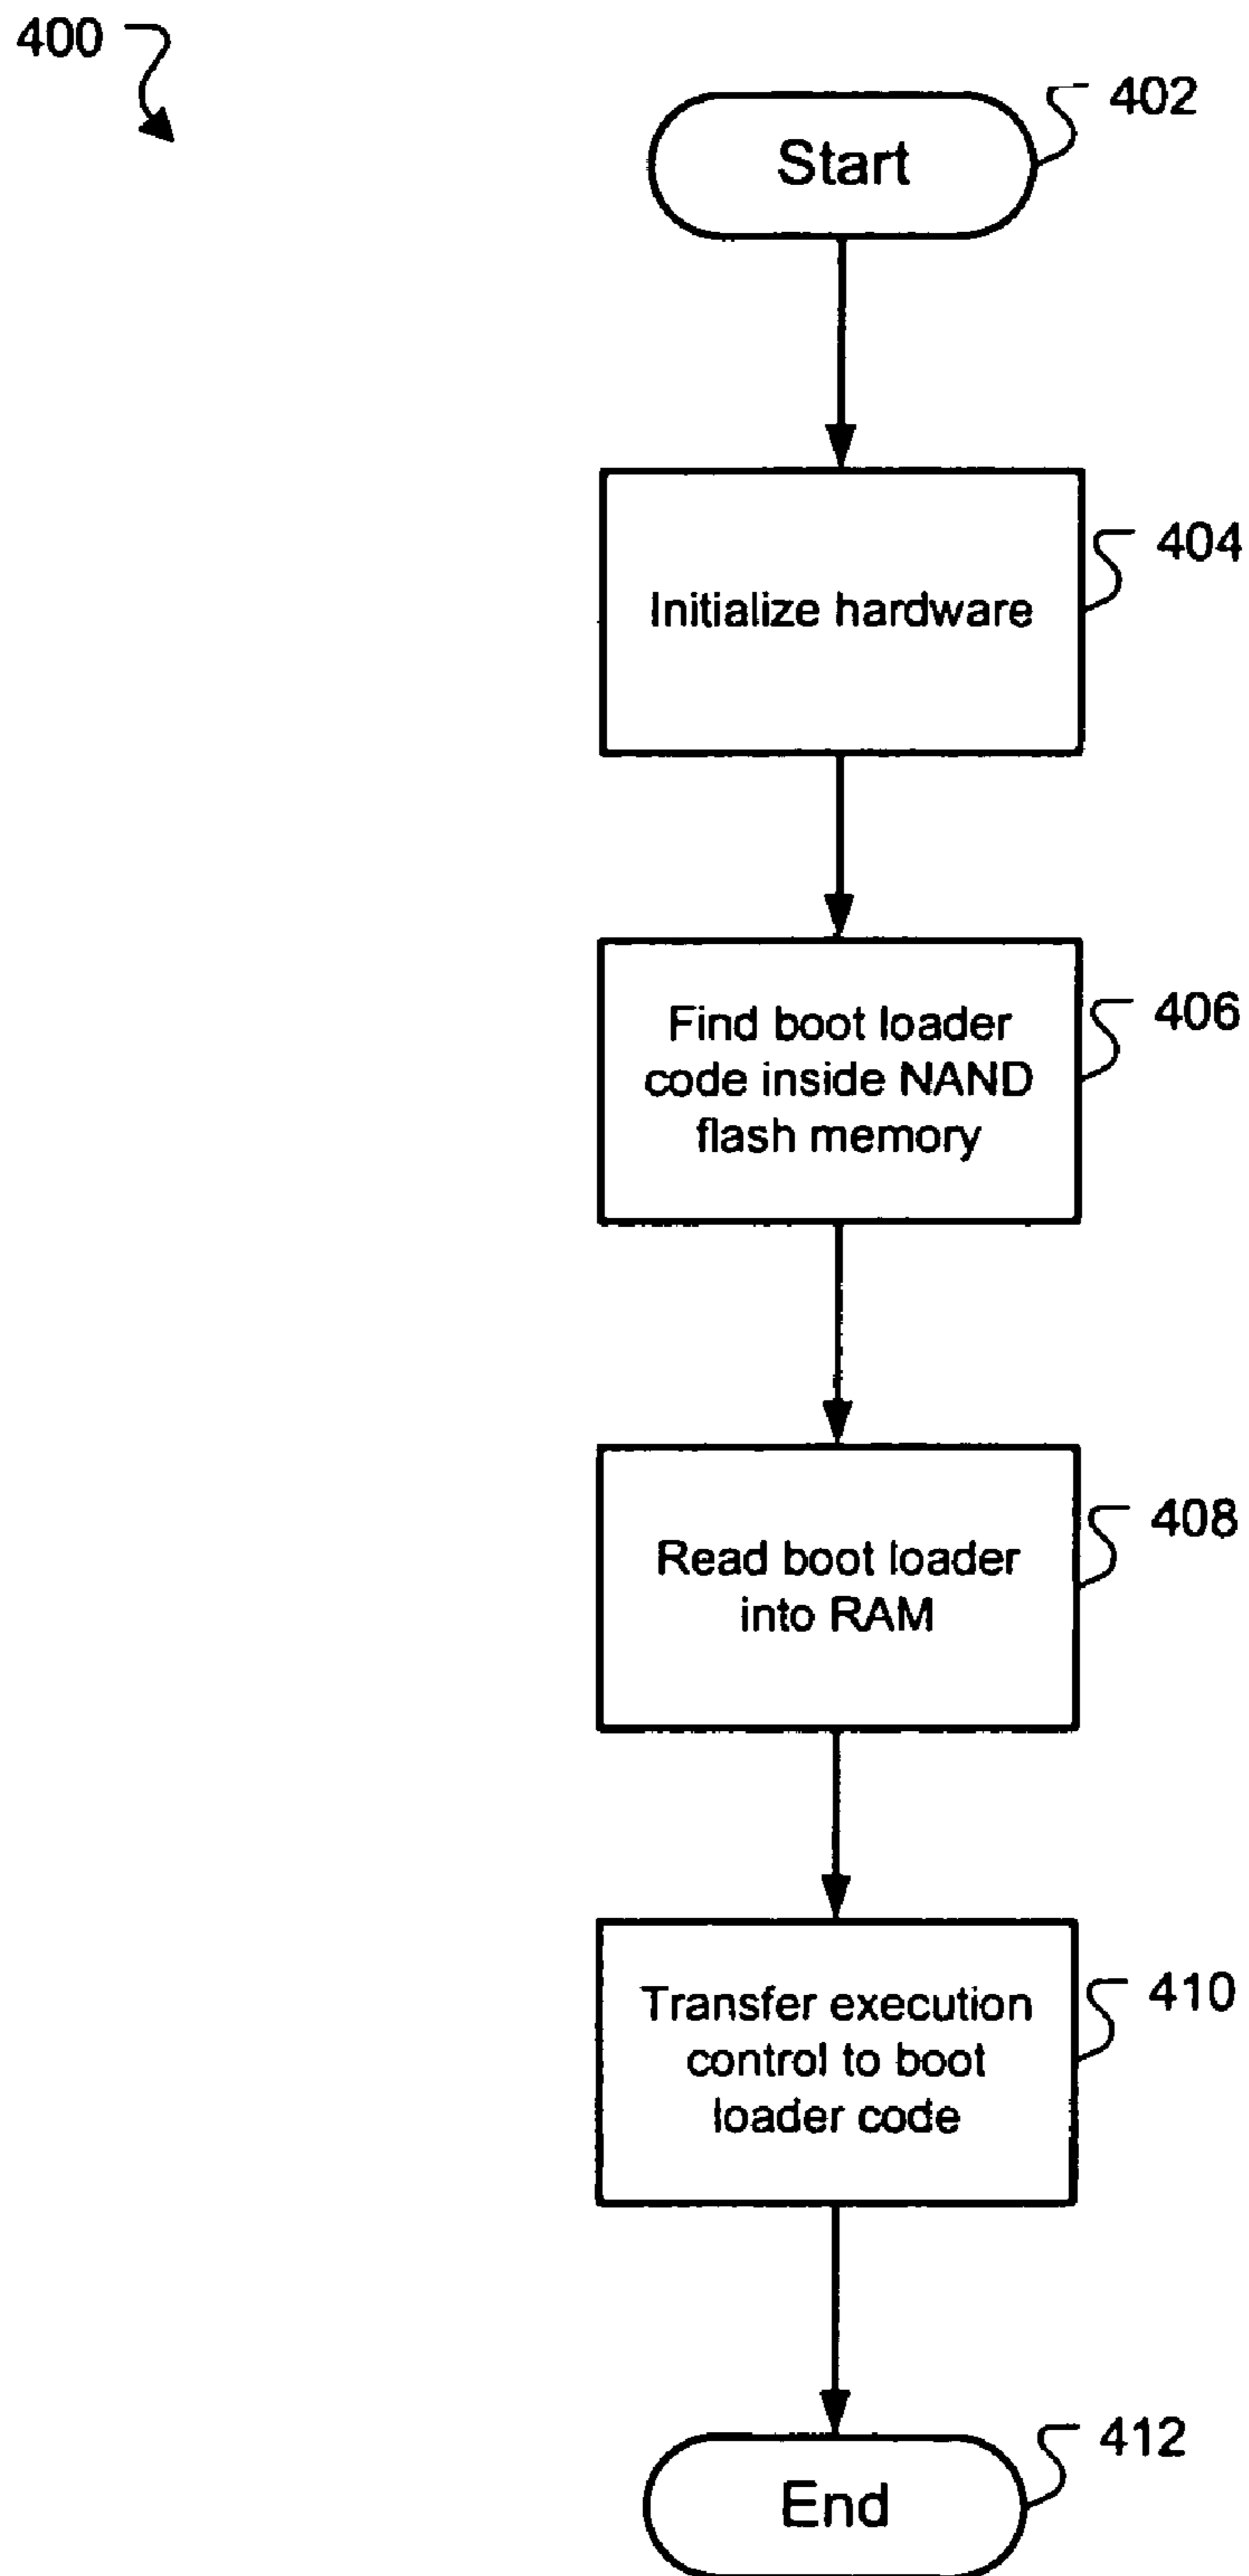 400
402
Start
404
Initialize hardware
406
Find boot loader
code inside NAND
flash memory
408
Read boot loader
into RAM
410
Transfer execution
control to boot
loader code
412
End